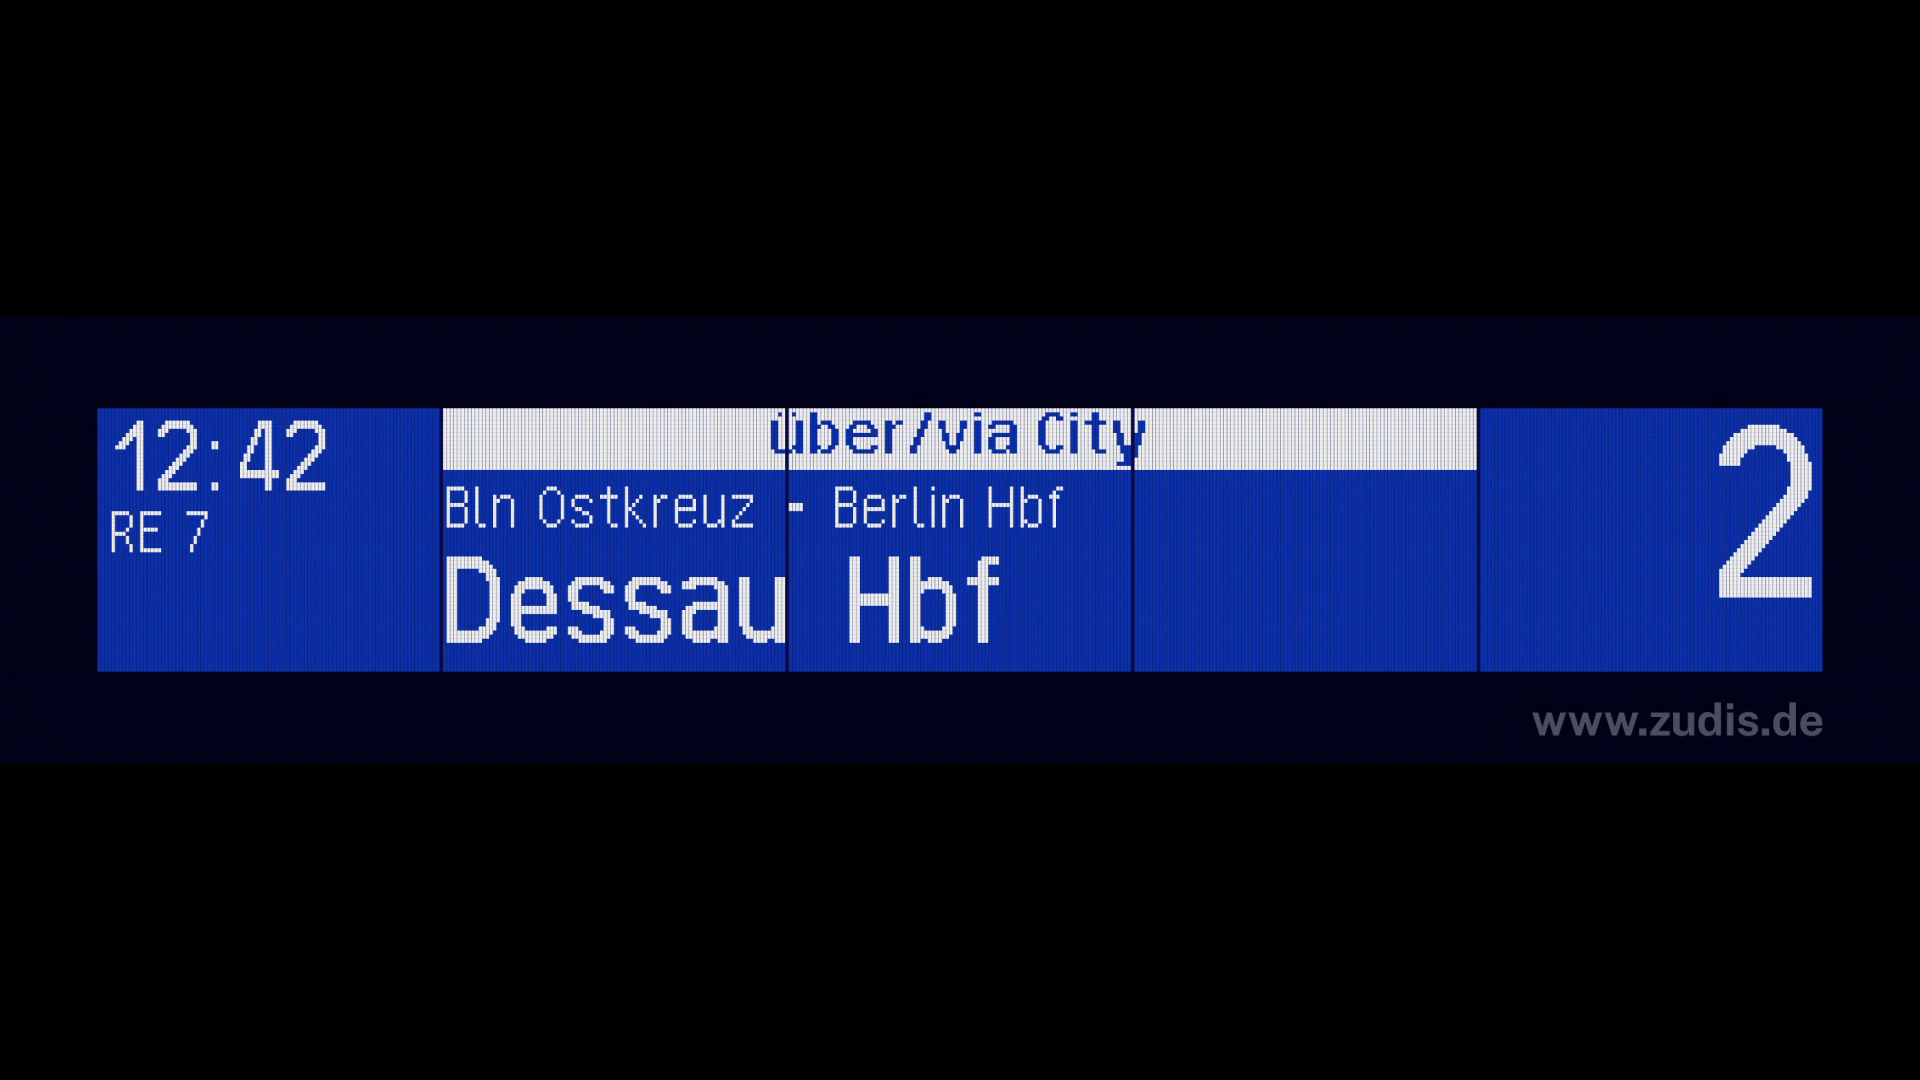 12:42
RE 7
über/via City
Bln Ostkreuz - Berlin Hbf
Dessau Hbf
2
www.zudis.de